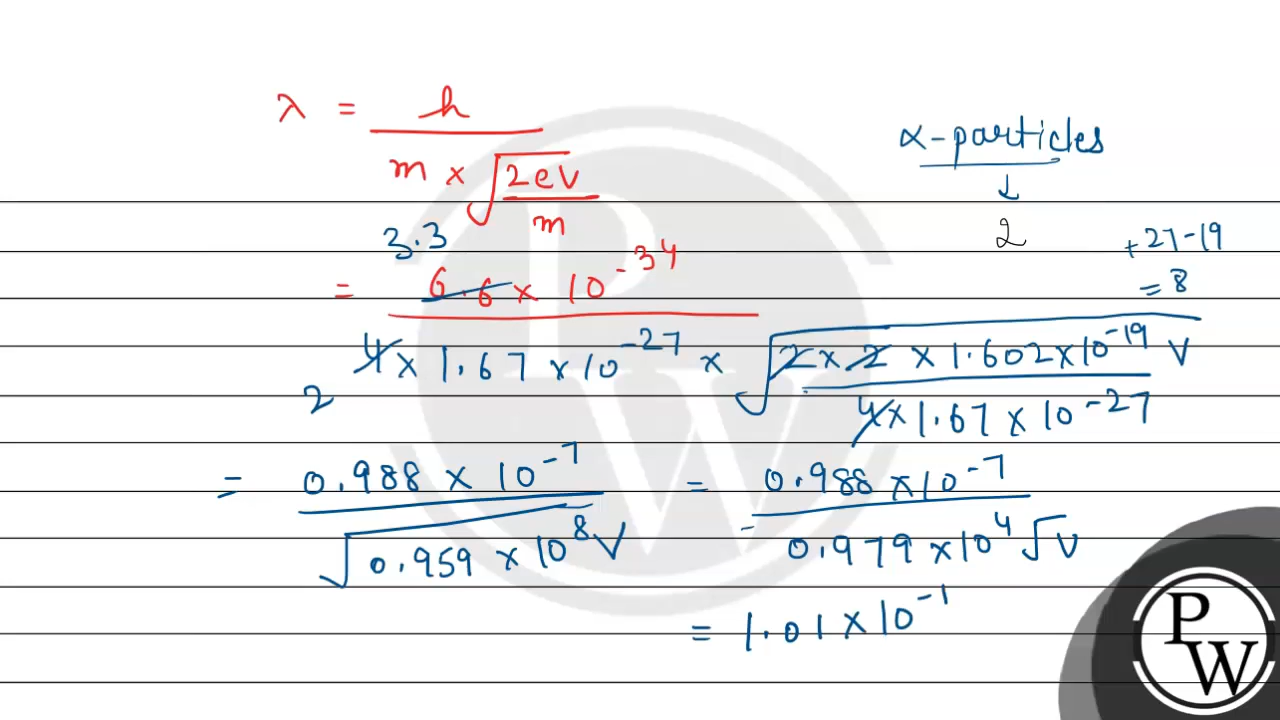 λ = h / m × √(2eV / m)
α-particles
↓
2
+27-19
= 8
3.3
= 6.6 × 10⁻³⁴ / 4 × 1.67 × 10⁻²⁷ × √(2 × 2 × 1.602 × 10⁻¹⁹ V / 4 × 1.67 × 10⁻²⁷)
2
= 0.988 × 10⁻⁷ / √(0.959 × 10⁸ V) = 0.988 × 10⁻⁷ / 0.979 × 10⁴ √V
= 1.01 × 10⁻¹
P
W
P
W